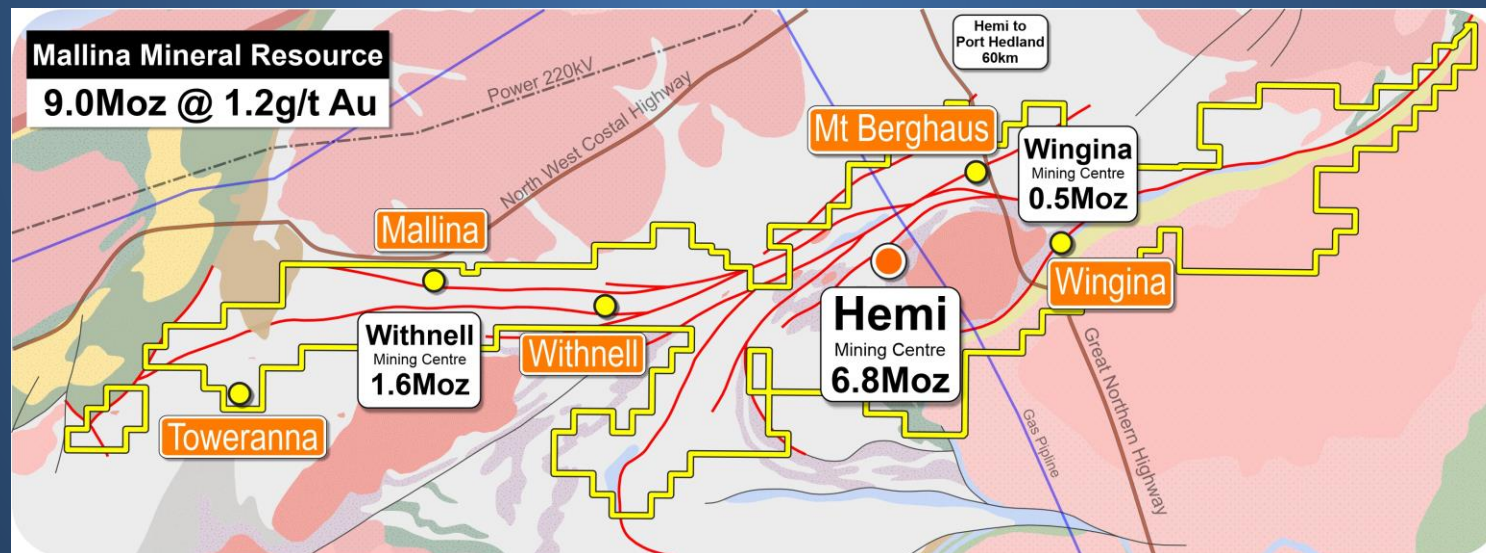 Mallina Mineral Resource
9.0Moz @ 1.2g/t Au
Power 220kV
North West Costal Highway
Hemi to
Port Hedland
60km
Mt Berghaus
Wingina
Mining Centre
0.5Moz
Mallina
Wingina
Withnell
Mining Centre
1.6Moz
Withnell
Hemi
Mining Centre
6.8Moz
Toweranna
Gas Pipline
Great Northern Highway